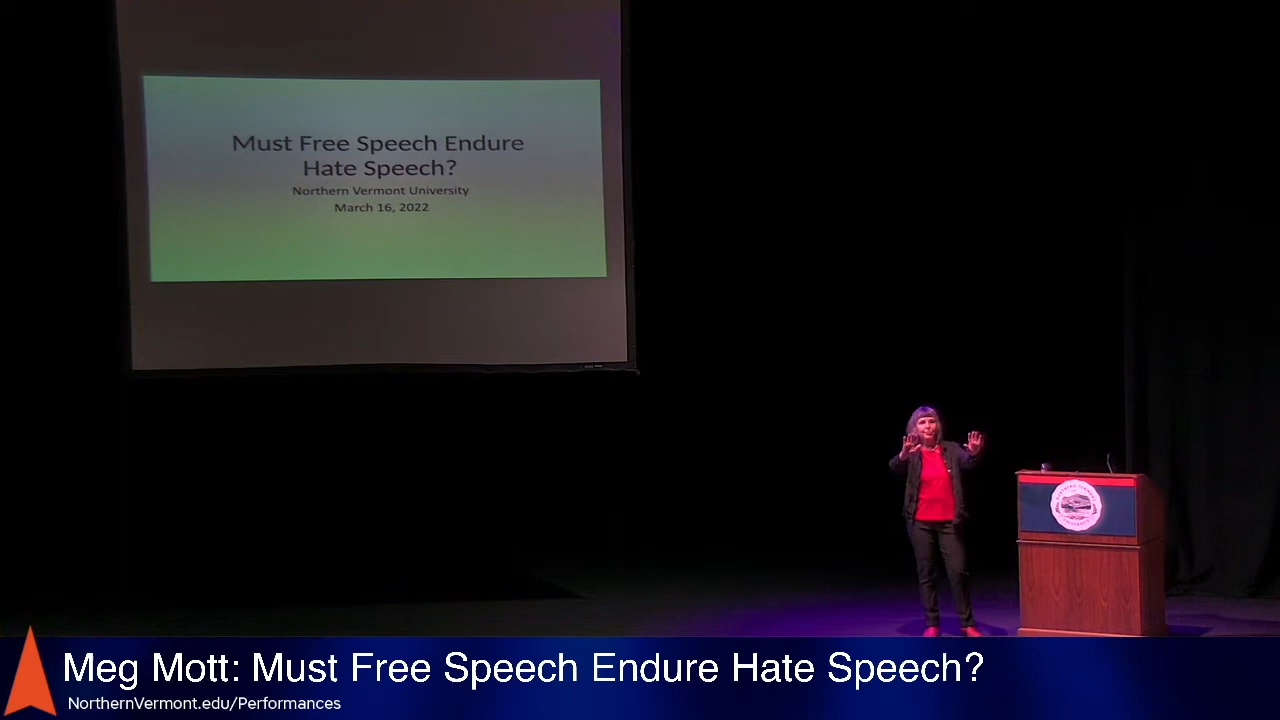 Must Free Speech Endure
Hate Speech?
Northern Vermont University
March 16, 2022
Meg Mott: Must Free Speech Endure Hate Speech?
NorthernVermont.edu/Performances